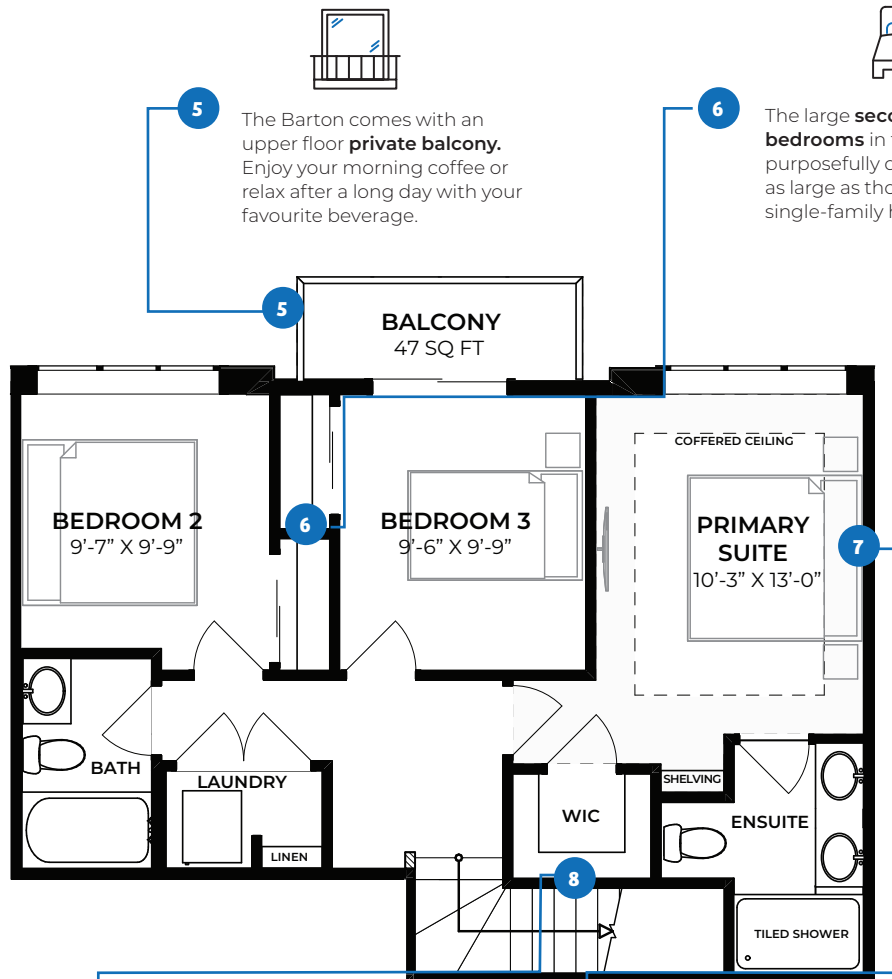 5
The Barton comes with an
upper floor private balcony.
Enjoy your morning coffee or
relax after a long day with your
favourite beverage.
6
The large
bedrooms in
purposefully
as large as
single-family
5
BALCONY
47 SQ FT
COFFERED CEILING
BEDROOM 2
9'-7” X 9'-9”
6
BEDROOM 3
9'-6” X 9'-9”
PRIMARY
SUITE
10'-3” X 13'-0”
7
BATH
LAUNDRY
LINEN
WIC
SHELVING
ENSUITE
8
TILED SHOWER